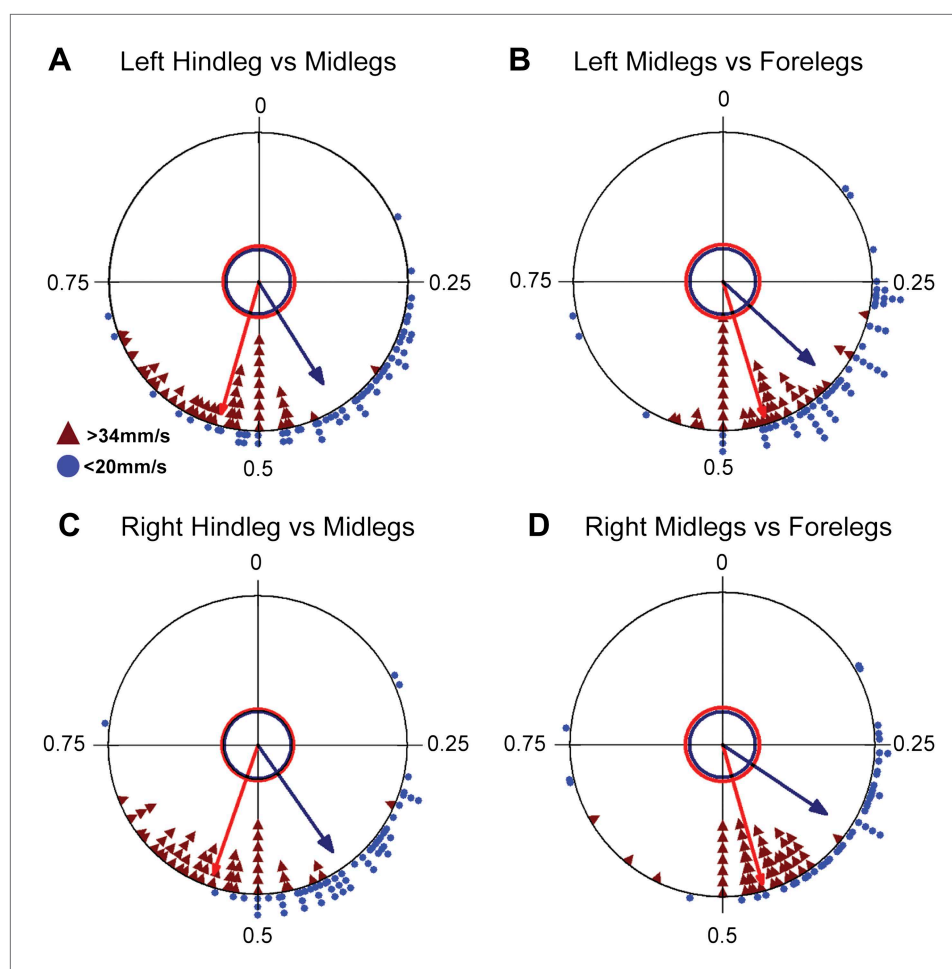 A Left Hindleg vs Midlegs
B Left Midlegs vs Forelegs
0
0
0.75
0.25
0.75
0.25
>34mm/s
<20mm/s
0.5
0.5
C Right Hindleg vs Midlegs
D Right Midlegs vs Forelegs
0
0
0.75
0.25
0.75
0.25
0.5
0.5